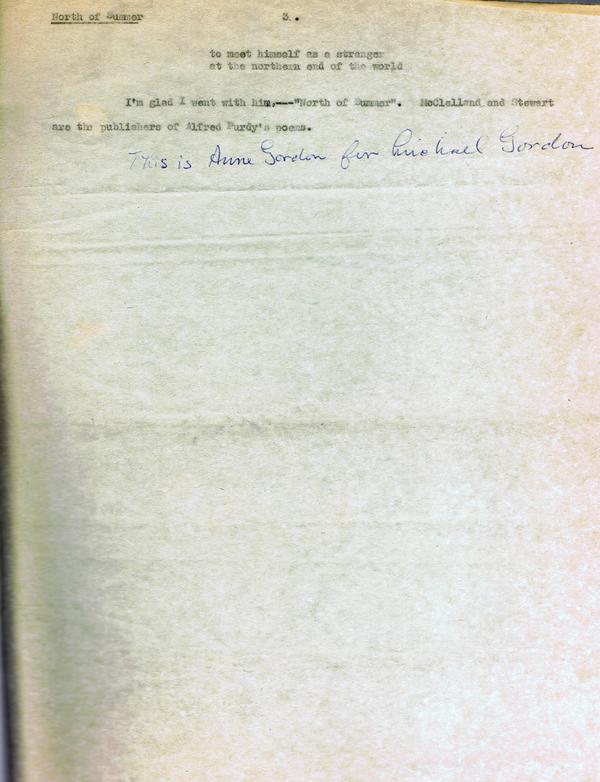 North of Summer 3.
to meet himself as a stranger
at the northern end of the world
I'm glad I went with him,---"North of Summer". McClelland and Stewart
are the publishers of Alfred Purdy's poems.
This is Anne Gordon for Michael Gordon